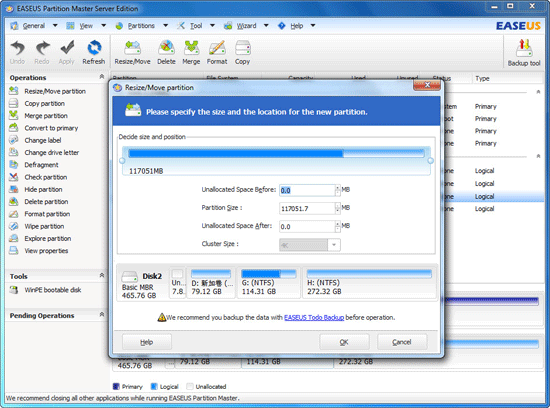 EASEUS Partition Master Server Edition
General View Partitions Tool Wizard Help EASEUS
Undo Redo Apply Refresh Resize/Move Delete Merge Format Copy Backup tool
Operations
Partition File System Capacity Used Unused Status Type
Resize/Move partition
Copy partition
Merge partition
Convert to primary
Change label
Change drive letter
Defragment
Check partition
Hide partition
Delete partition
Format partition
Wipe partition
Explore partition
View properties
Tools
WinPE bootable disk
Pending Operations
Primary
Primary
Primary
Primary
Logical
Logical
Logical
Logical
Resize/Move partition
Please specify the size and the location for the new partition.
Decide size and position
117051MB
Unallocated Space Before: 0.0 MB
Partition Size : 117051.7 MB
Unallocated Space After: 0.0 MB
Cluster Size : 4K
Disk2
Basic MBR
465.76 GB
Un...
7.8
D: 新加卷 (...
79.12 GB
G: (NTFS)
114.31 GB
H: (NTFS)
272.32 GB
We recommend you backup the data with EASEUS Todo Backup before operation.
Help OK Cancel
465.76 GB 79.12 GB 114.31 GB 272.32 GB
Primary Logical Unallocated
We recommend closing all other applications while running EASEUS Partition Master.